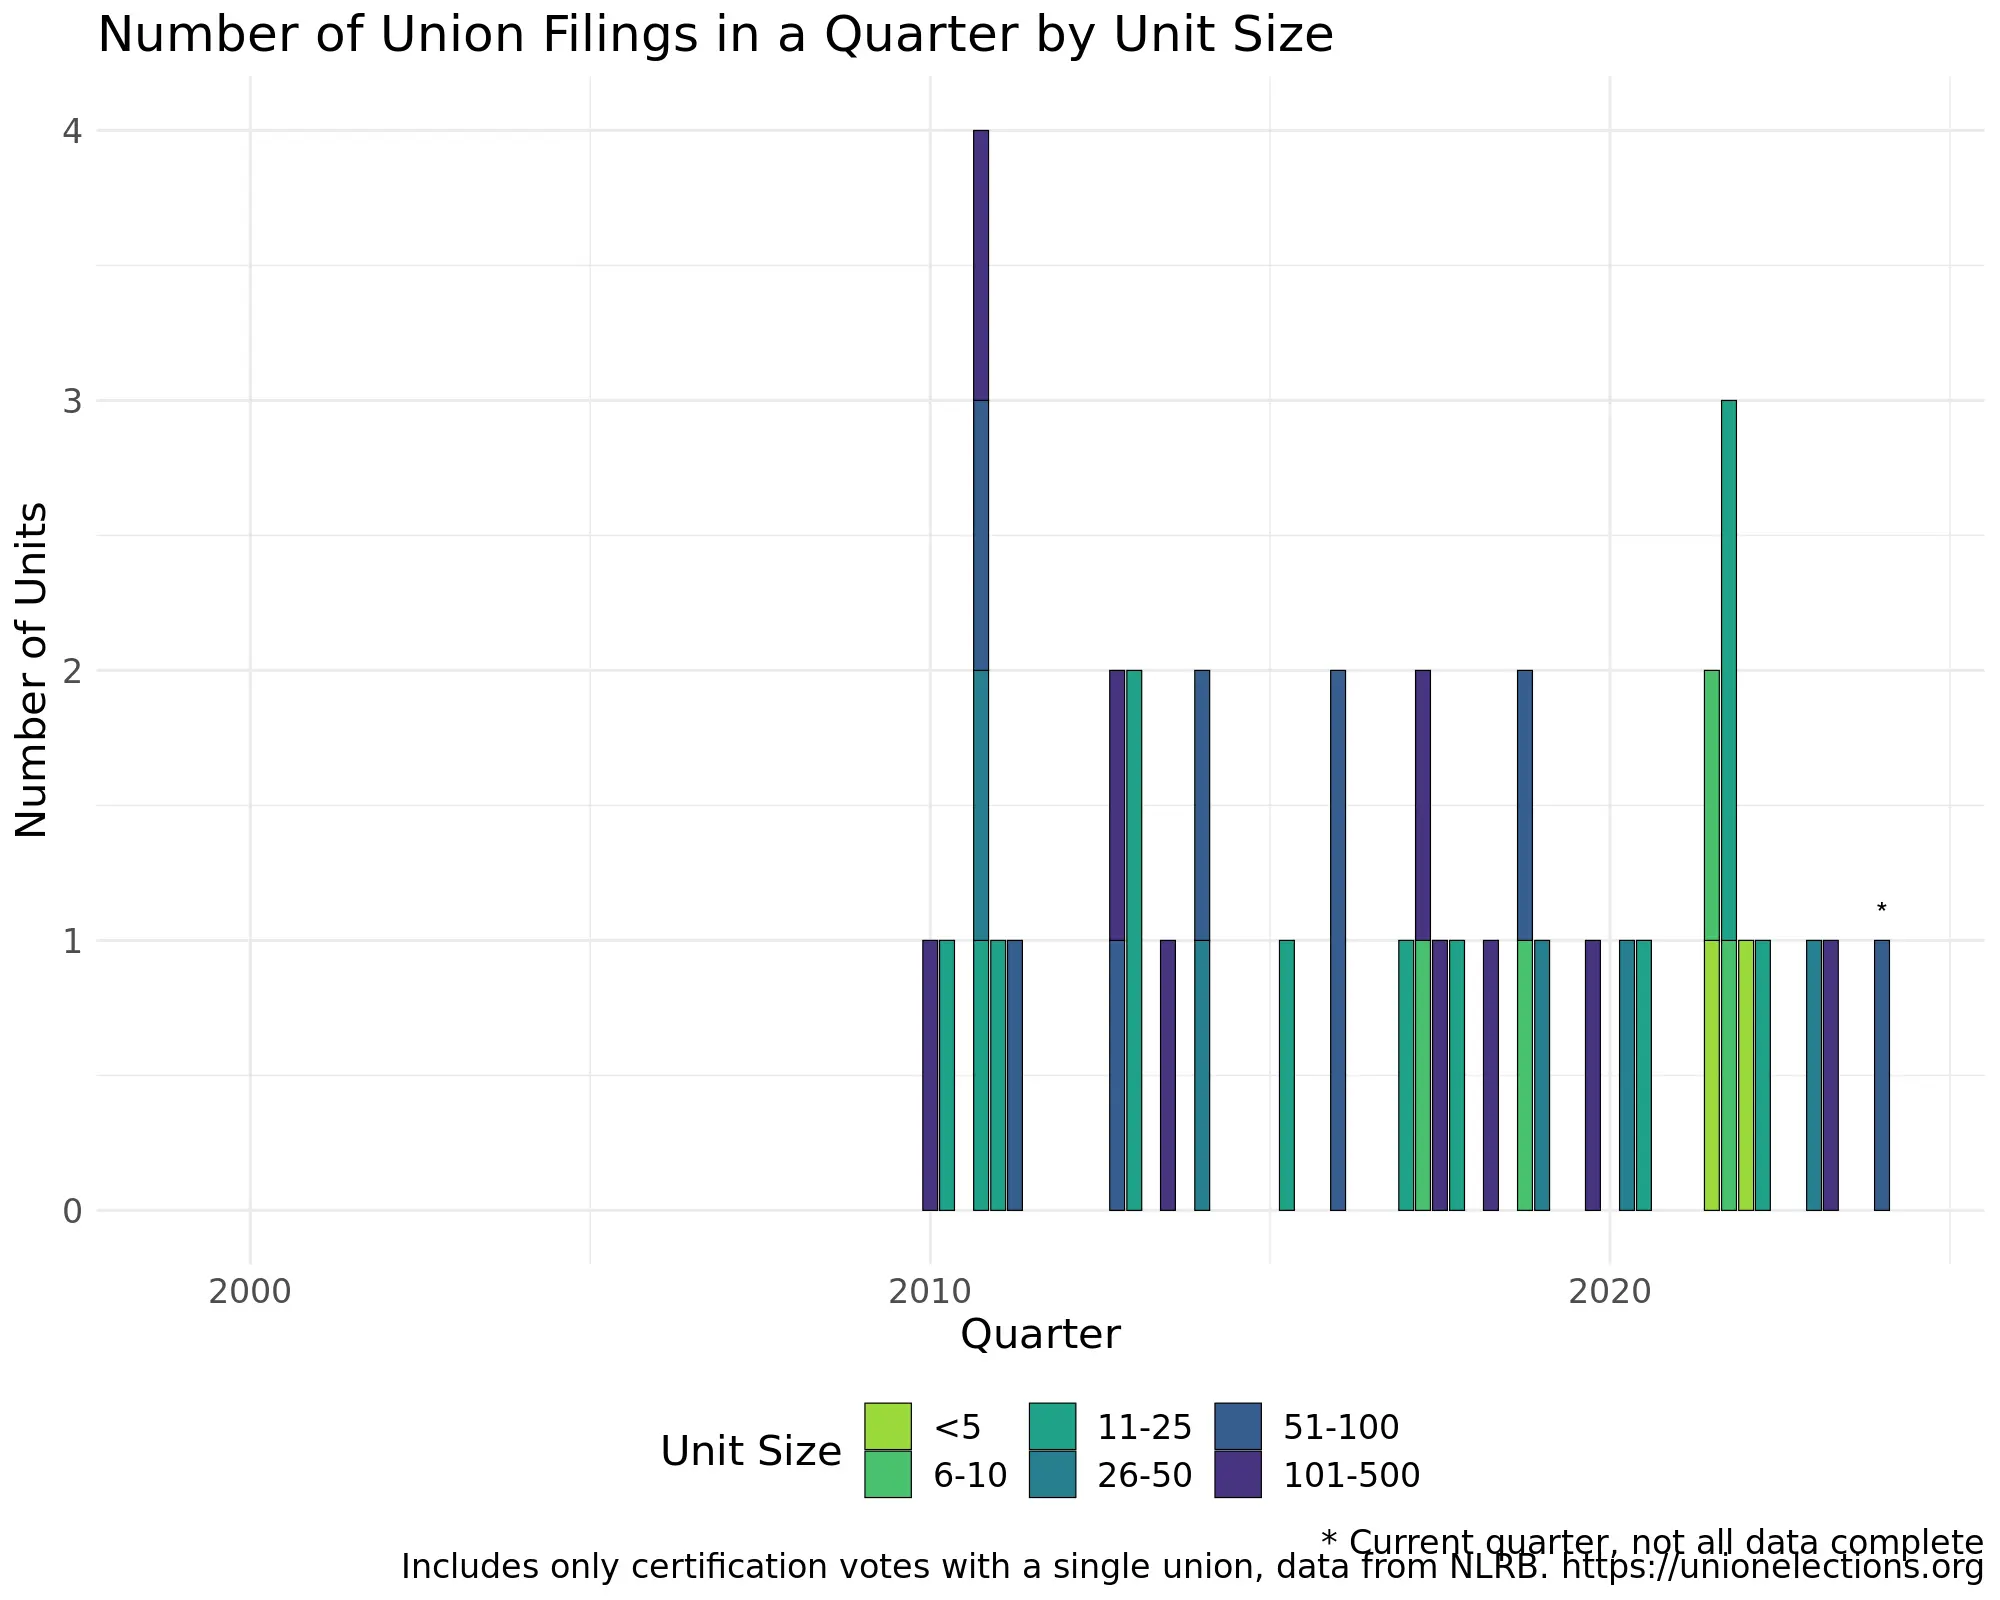 Number of Union Filings in a Quarter by Unit Size
Number of Units
4
3
2
1
0
*
2000 2010 2020
Quarter
Unit Size
<5 11-25 51-100
6-10 26-50 101-500
* Current quarter, not all data complete
Includes only certification votes with a single union, data from NLRB. https://unionelections.org